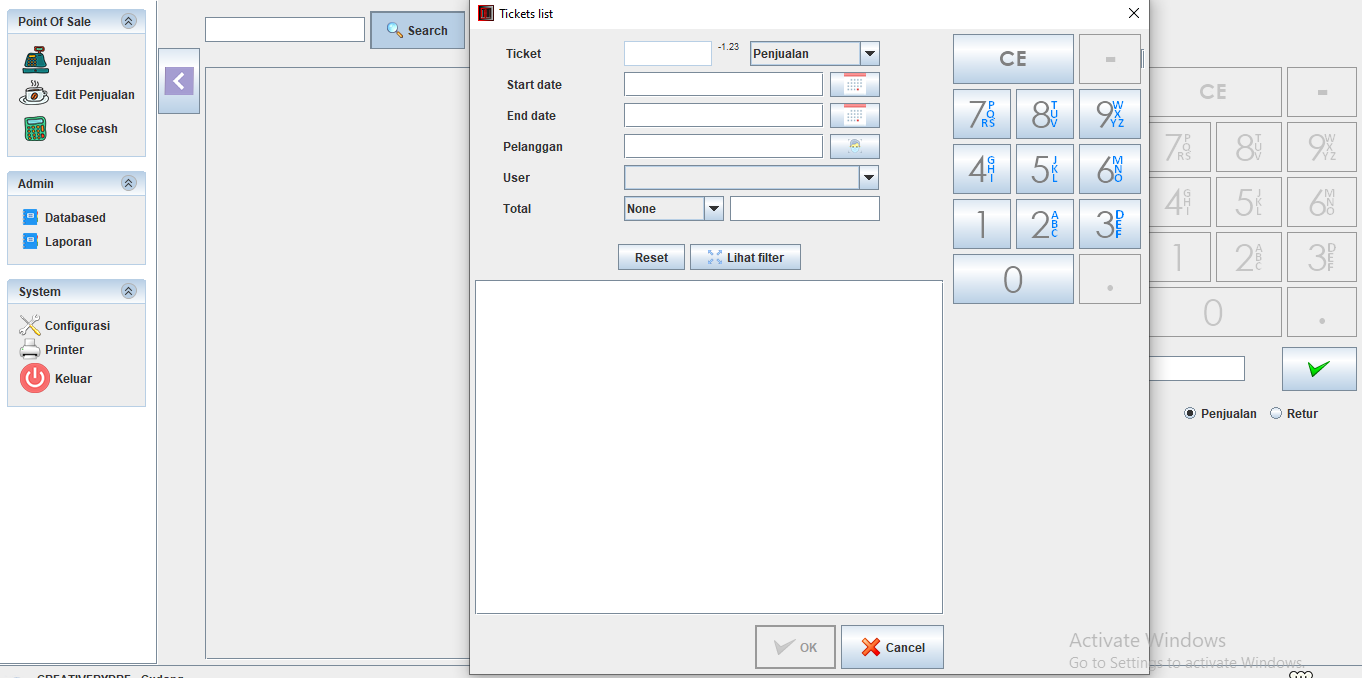 Point Of Sale
Penjualan
Edit Penjualan
Close cash
Admin
Databased
Laporan
System
Configurasi
Printer
Keluar
Search
Tickets list
Ticket
-1.23
Penjualan
Start date
End date
Pelanggan
User
Total
None
Reset
Lihat filter
OK
Cancel
CE -
7 PQRS 8 TUV 9 WXYZ
4 GHI 5 JKL 6 MNO
1 2 ABC 3 DEF
0 .
CE -
7 PQRS 8 TUV 9 WXYZ
4 GHI 5 JKL 6 MNO
1 2 ABC 3 DEF
0 .
Penjualan
Retur
Activate Windows
Go to Settings to activate Windows.